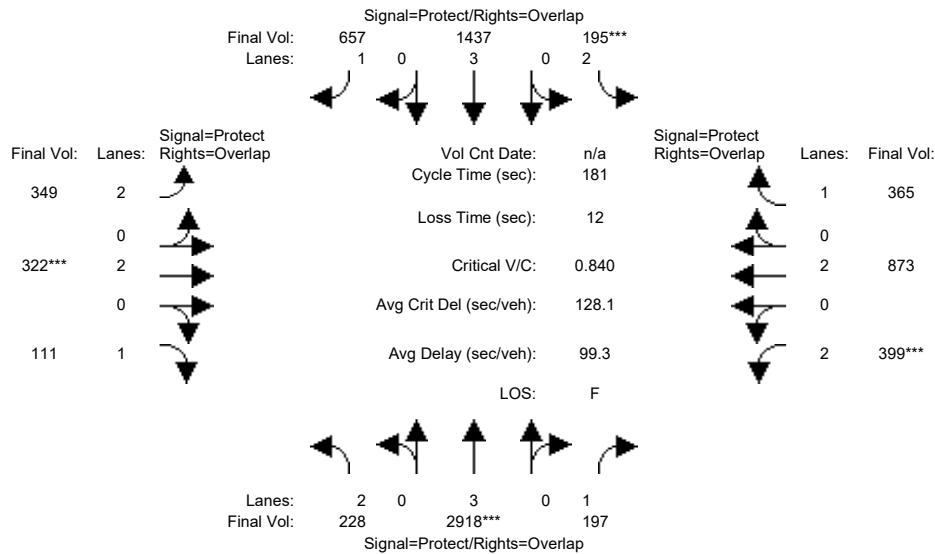 Signal=Protect/Rights=Overlap
Final Vol: 657 1437 195***
Lanes: 1 0 3 0 2
Signal=Protect
Final Vol: Lanes: Rights=Overlap
Vol Cnt Date: n/a
Signal=Protect
Rights=Overlap Lanes: Final Vol:
Cycle Time (sec): 181
349 2
1 365
Loss Time (sec): 12
0
0
322*** 2
Critical V/C: 0.840
2 873
0
Avg Crit Del (sec/veh): 128.1
0
111 1
Avg Delay (sec/veh): 99.3
2 399***
LOS: F
Lanes: 2 0 3 0 1
Final Vol: 228 2918*** 197
Signal=Protect/Rights=Overlap